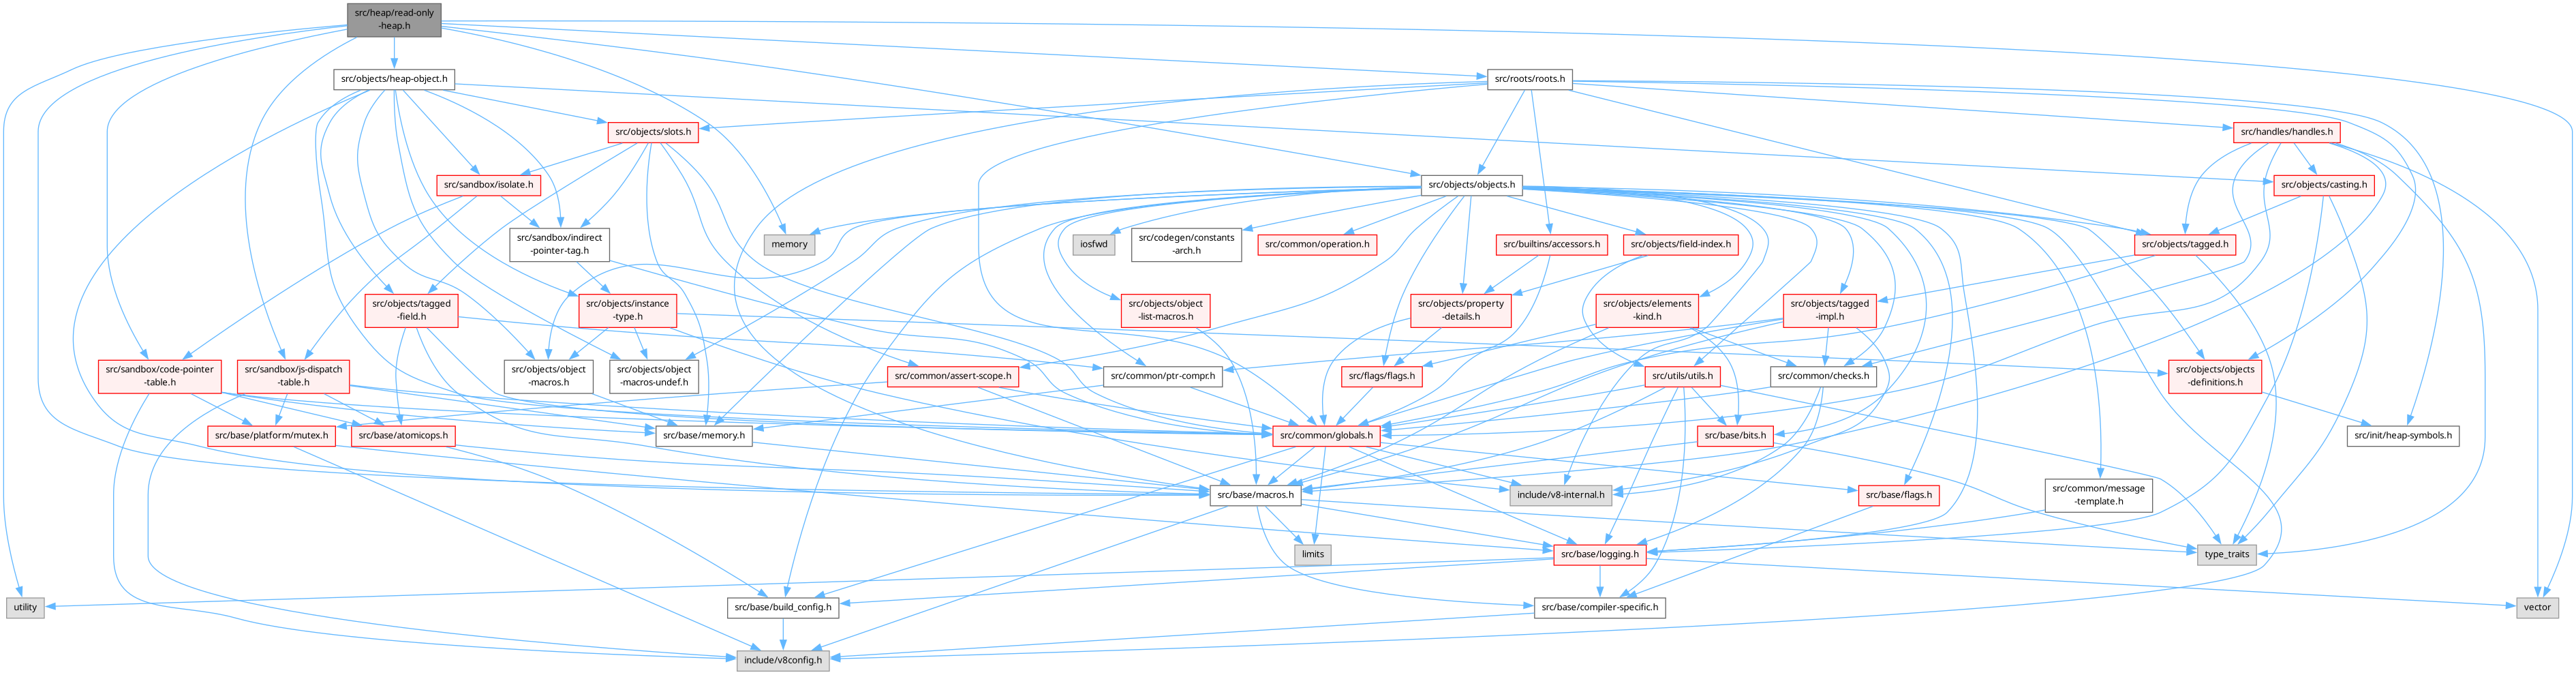 src/heap/read-only
-heap.h
src/objects/heap-object.h
src/roots/roots.h
src/objects/slots.h
src/handles/handles.h
src/sandbox/isolate.h
src/objects/objects.h
src/objects/casting.h
src/sandbox/indirect
-pointer-tag.h
memory
iosfwd
src/codegen/constants
-arch.h
src/common/operation.h
src/builtins/accessors.h
src/objects/field-index.h
src/objects/tagged.h
src/objects/tagged
-field.h
src/objects/instance
-type.h
src/objects/object
-list-macros.h
src/objects/property
-details.h
src/objects/elements
-kind.h
src/objects/tagged
-impl.h
src/sandbox/code-pointer
-table.h
src/sandbox/js-dispatch
-table.h
src/objects/object
-macros.h
src/objects/object
-macros-undef.h
src/common/assert-scope.h
src/common/ptr-compr.h
src/flags/flags.h
src/utils/utils.h
src/common/checks.h
src/objects/objects
-definitions.h
src/base/platform/mutex.h
src/base/atomicops.h
src/base/memory.h
src/common/globals.h
src/base/bits.h
src/init/heap-symbols.h
src/base/macros.h
include/v8-internal.h
src/base/flags.h
src/common/message
-template.h
limits
src/base/logging.h
type_traits
utility
src/base/build_config.h
src/base/compiler-specific.h
vector
include/v8config.h